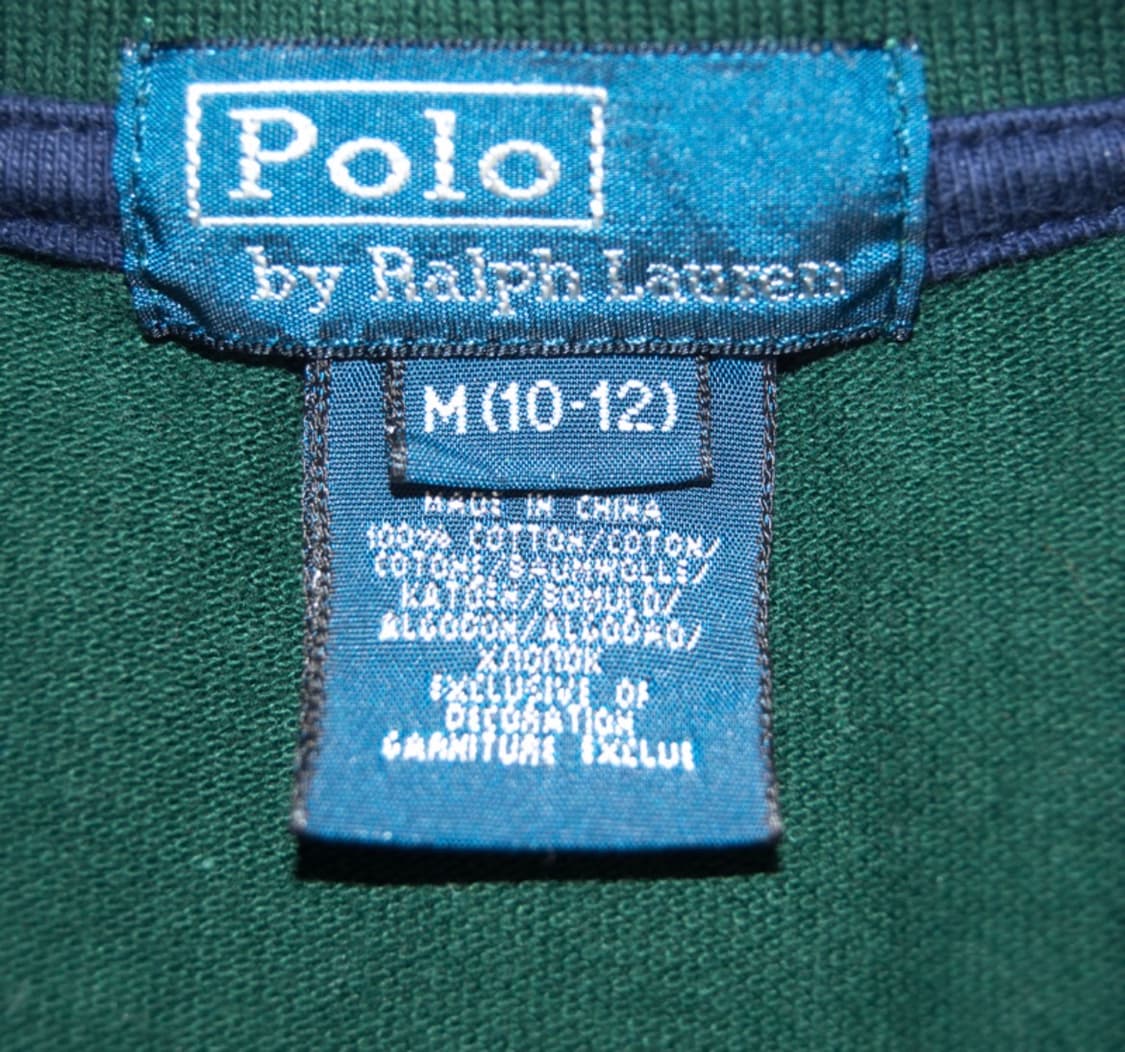 Polo
by Ralph Lauren
M (10-12)
MADE IN CHINA
100% COTTON/COTON/
COTONE/BAUMWOLLE/
KATOEN/BOMULD/
ALGODON/ALGODAO/
ΧΛΟΠΟΚ
EXCLUSIVE OF
DECORATION
GARNITURE EXCLUE